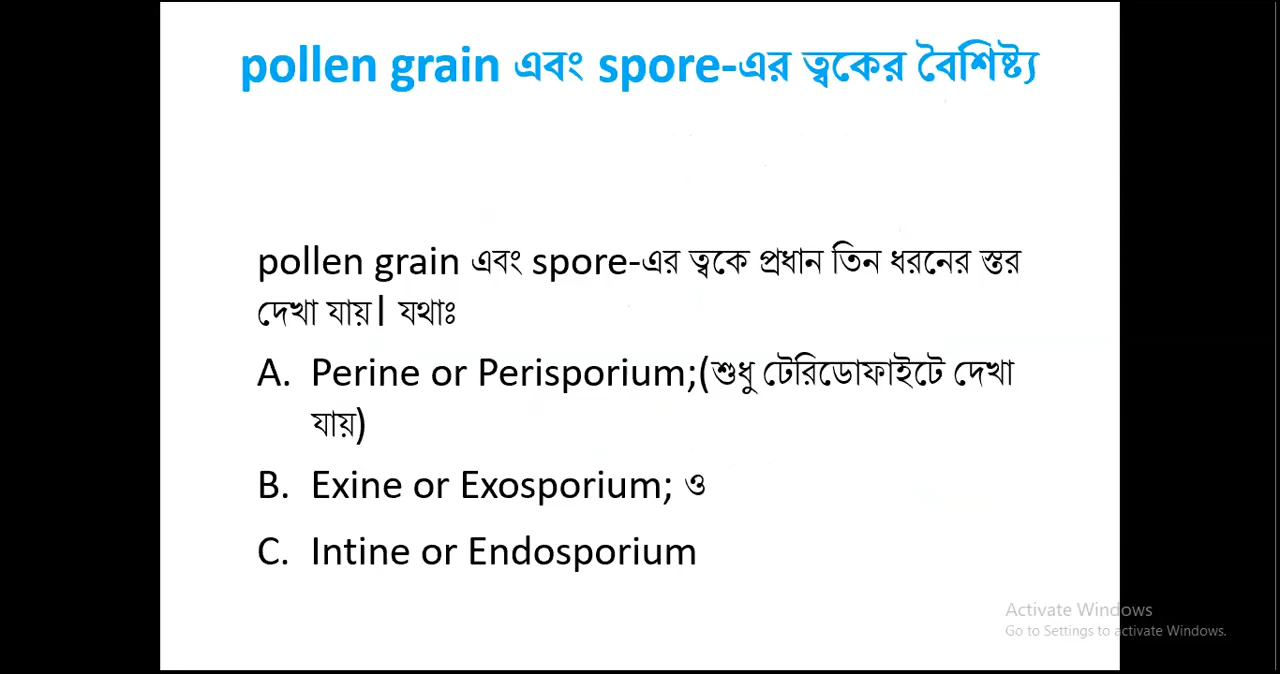 pollen grain এবং spore-এর ত্বকের বৈশিষ্ট্য
pollen grain এবং spore-এর ত্বকে প্রধান তিন ধরনের স্তর
দেখা যায়। যথাঃ
A. Perine or Perisporium;(শুধু টেরিডোফাইটে দেখা
যায়)
B. Exine or Exosporium; ও
C. Intine or Endosporium
Activate Windows
Go to Settings to activate Windows.